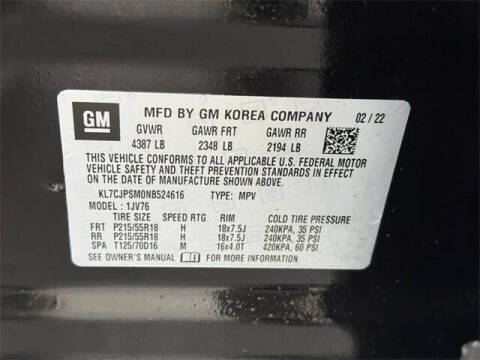 GM
MFD BY GM KOREA COMPANY 02 / 22
GVWR GAWR FRT GAWR RR
4387 LB 2348 LB 2194 LB
THIS VEHICLE CONFORMS TO ALL APPLICABLE U.S. FEDERAL MOTOR
VEHICLE SAFETY AND THEFT PREVENTION STANDARDS IN EFFECT ON
THE DATE OF MANUFACTURE SHOWN ABOVE.
KL7CJPSM0NB524616 TYPE: MPV
MODEL : 1JV76
TIRE SIZE SPEED RTG RIM COLD TIRE PRESSURE
FRT P215/55R18 H 18x7.5J 240KPA, 35 PSI
RR P215/55R18 H 18x7.5J 240KPA, 35 PSI
SPA T125/70D16 M 16x4.0T 420KPA, 60 PSI
SEE OWNER'S MANUAL FOR MORE INFORMATION.